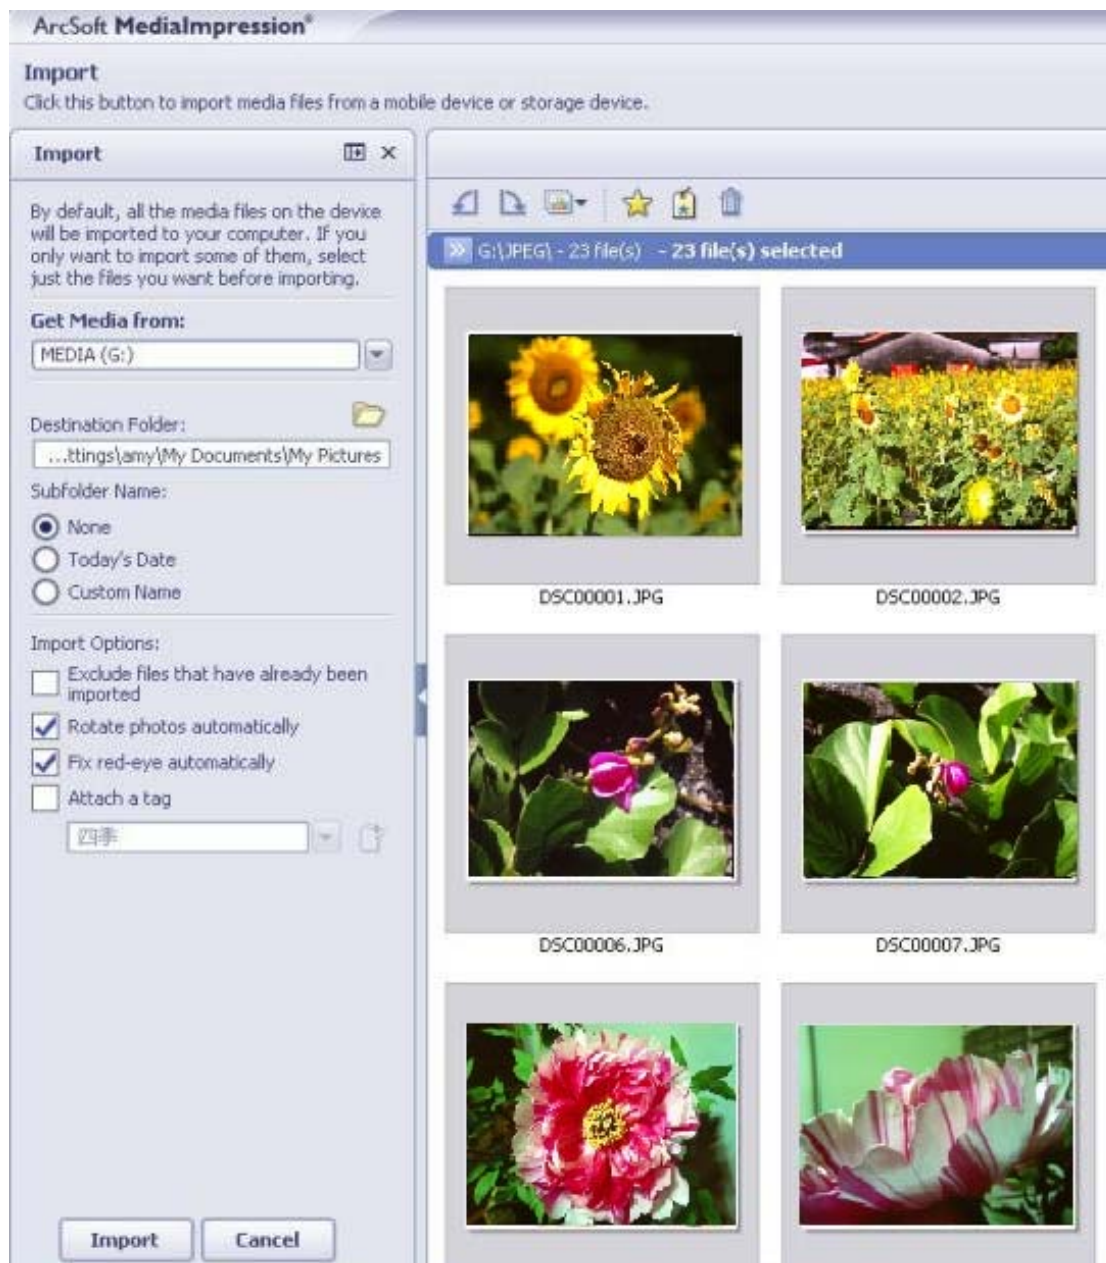 ArcSoft MediaImpression®
Import
Click this button to import media files from a mobile device or storage device.
Import
By default, all the media files on the device
will be imported to your computer. If you
only want to import some of them, select
just the files you want before importing.
Get Media from:
MEDIA (G:)
Destination Folder:
...ttings\amy\My Documents\My Pictures
Subfolder Name:
None
Today's Date
Custom Name
Import Options:
Exclude files that have already been
imported
Rotate photos automatically
Fix red-eye automatically
Attach a tag
四季
Import
Cancel
G:\JPEG\ - 23 file(s) - 23 file(s) selected
DSC00001.JPG
DSC00002.JPG
DSC00006.JPG
DSC00007.JPG